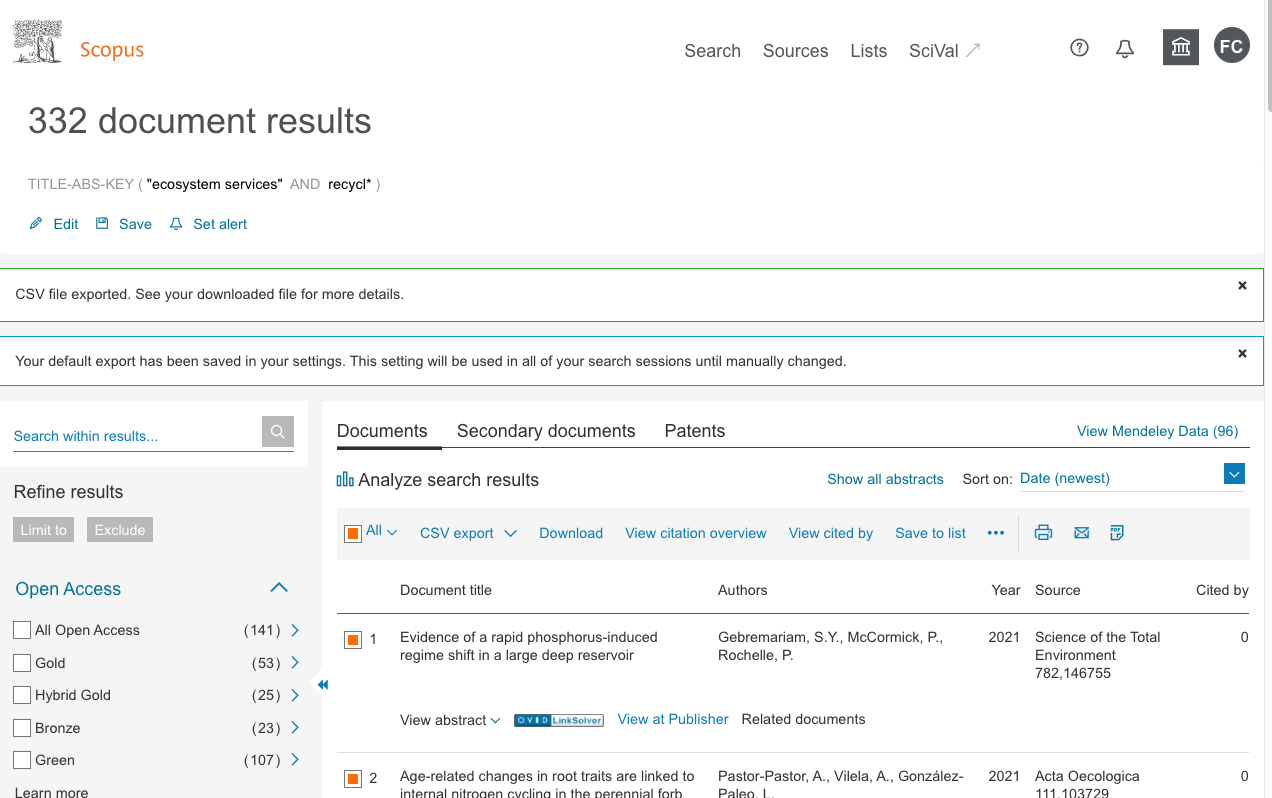 Scopus
Search Sources Lists SciVal
FC
332 document results
TITLE-ABS-KEY ( "ecosystem services" AND recycl* )
Edit Save Set alert
CSV file exported. See your downloaded file for more details.
Your default export has been saved in your settings. This setting will be used in all of your search sessions until manually changed.
Search within results...
Refine results
Limit to Exclude
Open Access
All Open Access (141)
Gold (53)
Hybrid Gold (25)
Bronze (23)
Green (107)
Learn more
Documents Secondary documents Patents View Mendeley Data (96)
Analyze search results Show all abstracts Sort on: Date (newest)
All CSV export Download View citation overview View cited by Save to list ••• PDF
Document title Authors Year Source Cited by
1 Evidence of a rapid phosphorus-induced Gebremariam, S.Y., McCormick, P., 2021 Science of the Total 0
regime shift in a large deep reservoir Rochelle, P. Environment
782,146755
View abstract OVID LinkSolver View at Publisher Related documents
2 Age-related changes in root traits are linked to Pastor-Pastor, A., Vilela, A., González- 2021 Acta Oecologica 0
internal nitrogen cycling in the perennial forb Paleo, L. 111,103729